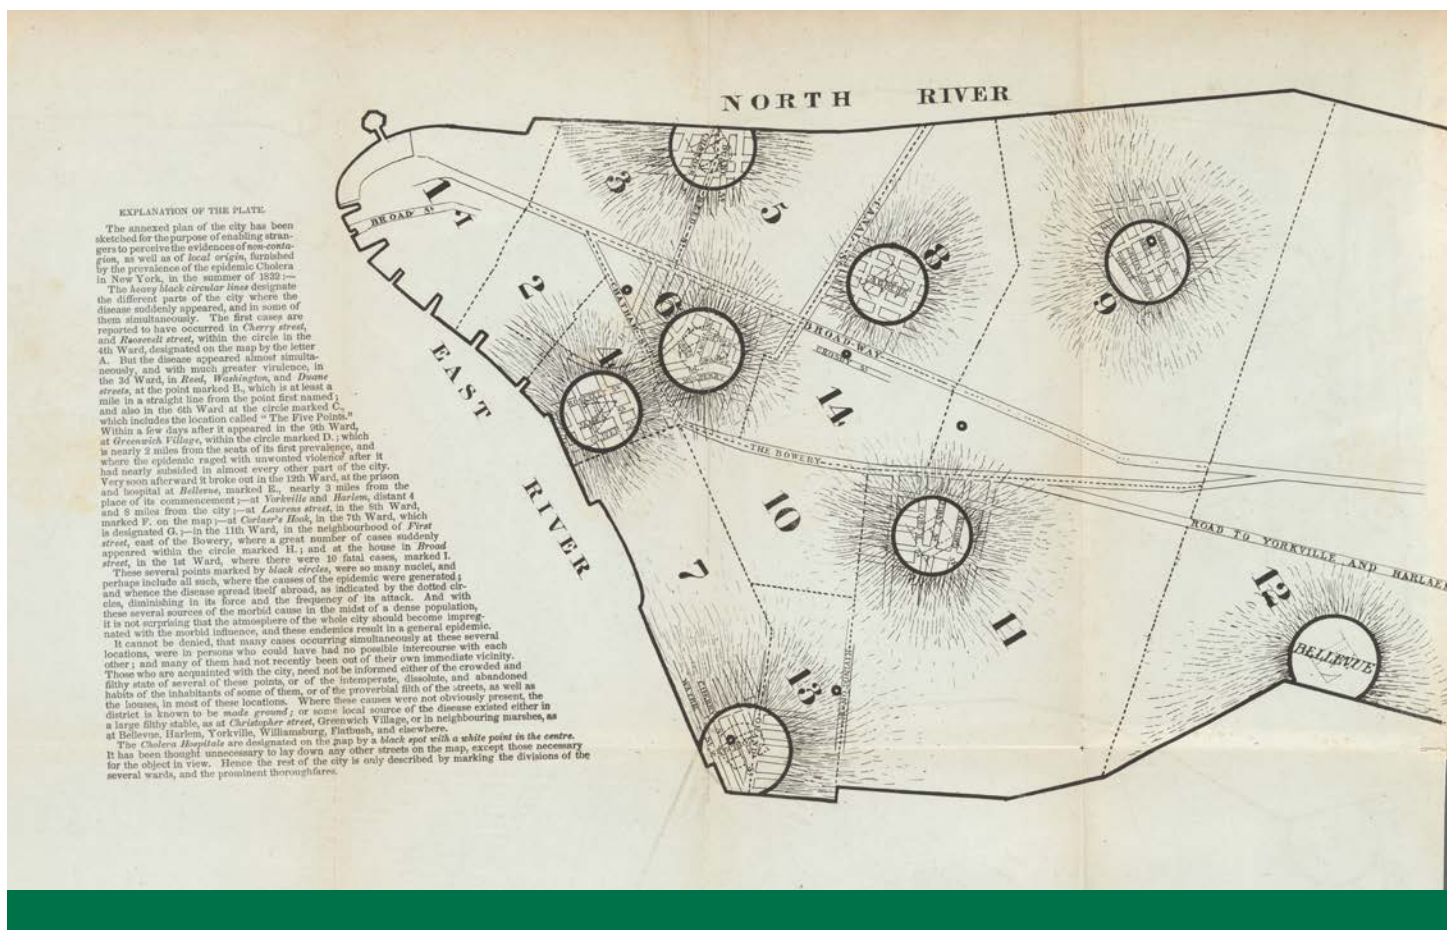 NORTH RIVER
EXPLANATION OF THE PLATE.
The annexed plan of the city has been
sketched for the purpose of enabling stran-
gers to perceive the evidences of non-conta-
gion, as well as of local origin, furnished
by the prevalence of the epidemic Cholera
in New York, in the summer of 1832:—
The heavy black circular lines designate
the different parts of the city where the
disease suddenly appeared, and in some of
them simultaneously. The first cases are
reported to have occurred in Cherry street,
and Roosevelt street, within the circle in the
4th Ward, designated on the map by the letter
A. But the disease appeared almost simulta-
neously, and with much greater virulence, in
the 3d Ward, in Reed, Washington, and Duane
streets, at the point marked B., which is at least a
mile in a straight line from the point first named;
and also in the 6th Ward at the circle marked C.,
which includes the location called "The Five Points."
Within a few days after it appeared in the 9th Ward,
at Greenwich Village, within the circle marked D.; which
is nearly 2 miles from the seats of its first prevalence, and
where the epidemic raged with unwonted violence after it
had nearly subsided in almost every other part of the city.
Very soon afterward it broke out in the 12th Ward, at the prison
and hospital at Bellevue, marked E., nearly 3 miles from the
place of its commencement;—at Yorkville and Harlem, distant 4
and 8 miles from the city;—at Laurens street, in the 8th Ward,
marked F. on the map;—at Corlaer's Hook, in the 7th Ward, which
is designated G.;—in the 11th Ward, in the neighbourhood of First
street, east of the Bowery, where a great number of cases suddenly
appeared within the circle marked H.; and at the house in Broad
street, in the 1st Ward, where there were 10 fatal cases, marked I.
These several points marked by black circles, were so many nuclei, and
perhaps include all such, where the causes of the epidemic were generated;
and whence the disease spread itself abroad, as indicated by the dotted cir-
cles, diminishing in its force and the frequency of its attack. And with
these several sources of the morbid cause in the midst of a dense population,
it is not surprising that the atmosphere of the whole city should become impreg-
nated with the morbid influence, and these endemics result in a general epidemic.
It cannot be denied, that many cases occurring simultaneously at these several
locations, were in persons who could have had no possible intercourse with each
other; and many of them had not recently been out of their own immediate vicinity.
Those who are acquainted with the city, need not be informed either of the crowded and
filthy state of several of these points, or of the intemperate, dissolute, and abandoned
habits of the inhabitants of some of them, or of the proverbial filth of the streets, as well as
the houses, in most of these locations. Where these causes were not obviously present, the
district is known to be made ground; or some local source of the disease existed either in
a large filthy stable, as at Christopher street, Greenwich Village, or in neighbouring marshes, as
at Bellevue, Harlem, Yorkville, Williamsburg, Flatbush, and elsewhere.
The Cholera Hospitals are designated on the map by a black spot with a white point in the centre.
It has been thought unnecessary to lay down any other streets on the map, except those necessary
for the object in view. Hence the rest of the city is only described by marking the divisions of the
several wards, and the prominent thoroughfares.
1
BROAD St
I
2
3
5
CHATHAM
6
4
CANAL
8
9
BROAD-WAY
CROSBY St
14
THE BOWERY
10
7
11
13
12
ROAD TO YORKVILLE AND HARLAEM
BELLEVUE
EAST RIVER